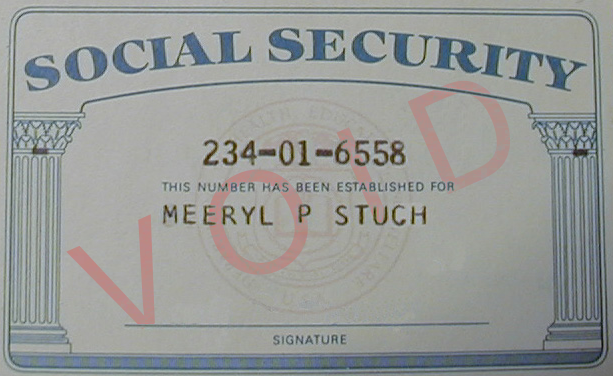 SOCIAL SECURITY
234-01-6558
THIS NUMBER HAS BEEN ESTABLISHED FOR
MEERYL P STUCH
VOID
SIGNATURE